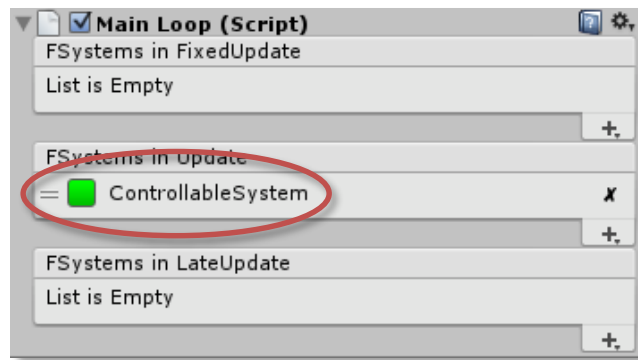 Main Loop (Script)
FSystems in FixedUpdate
List is Empty
FSystems in Update
ControllableSystem
FSystems in LateUpdate
List is Empty